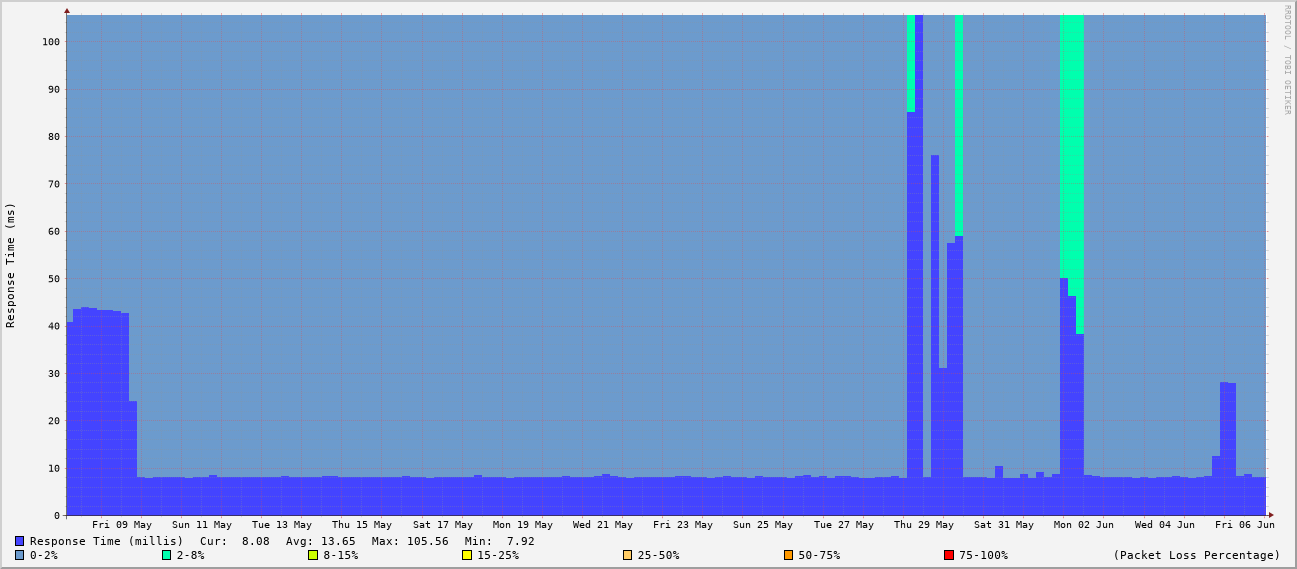 RRDTOOL / TOBI OETIKER
Response Time (ms)
100
90
80
70
60
50
40
30
20
10
0
Fri 09 May Sun 11 May Tue 13 May Thu 15 May Sat 17 May Mon 19 May Wed 21 May Fri 23 May Sun 25 May Tue 27 May Thu 29 May Sat 31 May Mon 02 Jun Wed 04 Jun Fri 06 Jun
Response Time (millis) Cur: 8.08 Avg: 13.65 Max: 105.56 Min: 7.92
0-2% 2-8% 8-15% 15-25% 25-50% 50-75% 75-100% (Packet Loss Percentage)